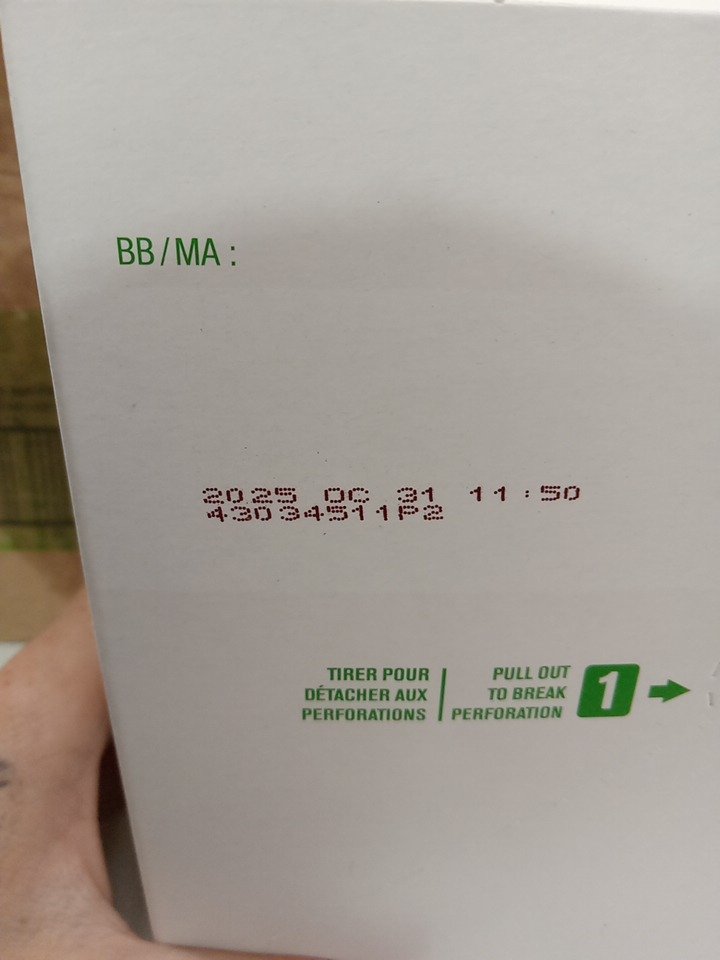 BB / MA :
2025 OC 31 11:50
43034511P2
TIRER POUR
DÉTACHER AUX
PERFORATIONS
PULL OUT
TO BREAK
PERFORATION
1